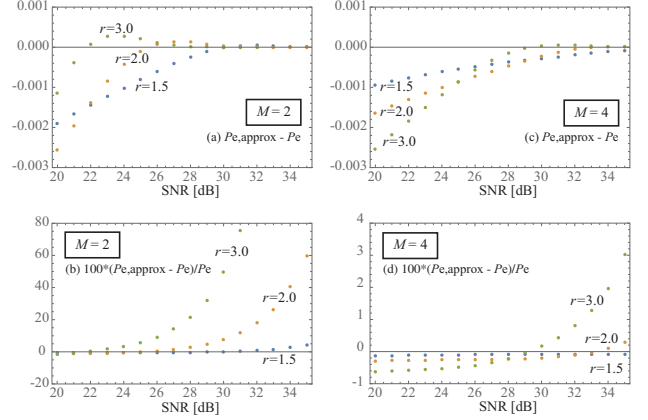 0.001
0.000
-0.001
-0.002
-0.003
r=3.0
r=2.0
r=1.5
M = 2
(a) Pe,approx - Pe
20 22 24 26 28 30 32 34
SNR [dB]
0.001
0.000
-0.001
-0.002
-0.003
r=1.5
r=2.0
r=3.0
M = 4
(c) Pe,approx - Pe
20 22 24 26 28 30 32 34
SNR [dB]
80
60
40
20
0
-20
M = 2
(b) 100*(Pe,approx - Pe)/Pe
r=3.0
r=2.0
r=1.5
20 22 24 26 28 30 32 34
SNR [dB]
4
3
2
1
0
-1
M = 4
(d) 100*(Pe,approx - Pe)/Pe
r=3.0
r=2.0
r=1.5
20 22 24 26 28 30 32 34
SNR [dB]